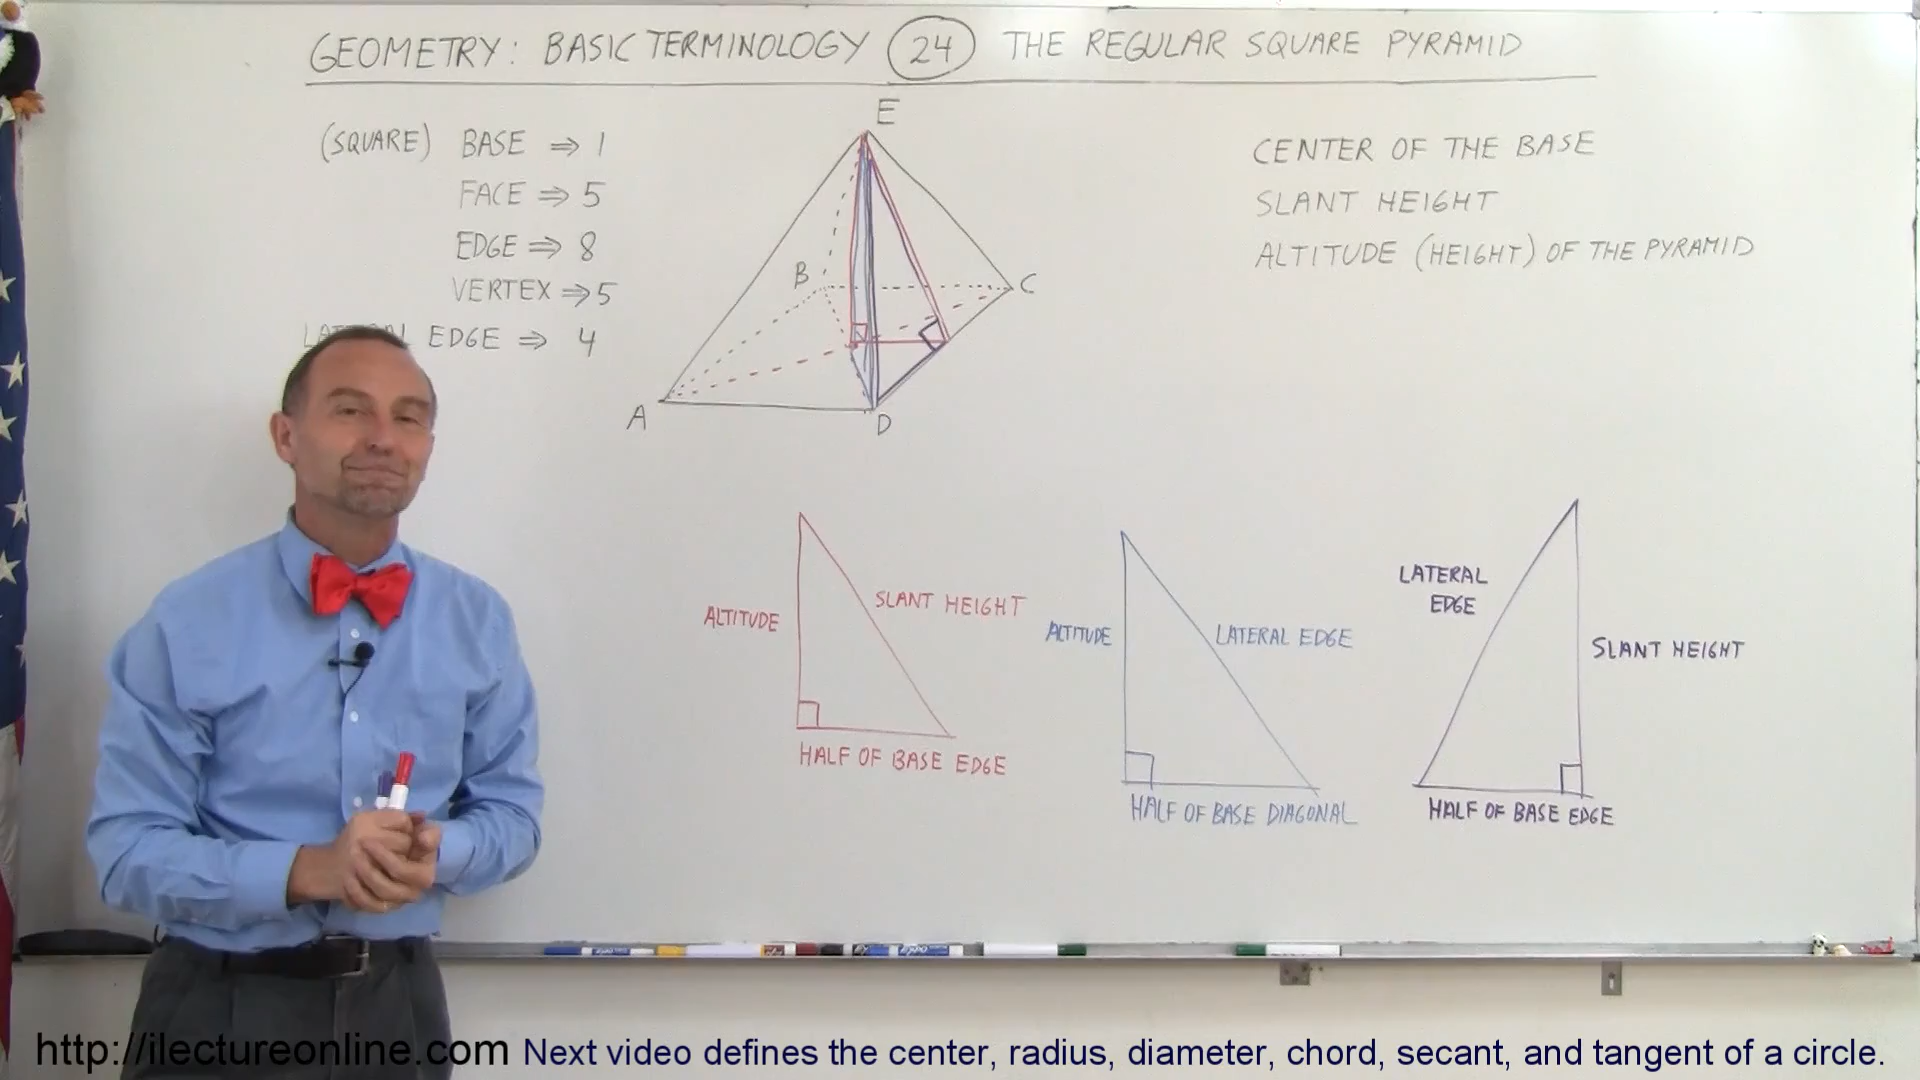 GEOMETRY: BASIC TERMINOLOGY 24 THE REGULAR SQUARE PYRAMID
(SQUARE) BASE ⇒ 1
FACE ⇒ 5
EDGE ⇒ 8
VERTEX ⇒ 5
EDGE ⇒ 4
E
B
C
A
D
CENTER OF THE BASE
SLANT HEIGHT
ALTITUDE (HEIGHT) OF THE PYRAMID
ALTITUDE
SLANT HEIGHT
HALF OF BASE EDGE
ALTITUDE
LATERAL EDGE
HALF OF BASE DIAGONAL
LATERAL
EDGE
SLANT HEIGHT
HALF OF BASE EDGE
http://ilectureonline.com Next video defines the center, radius, diameter, chord, secant, and tangent of a circle.